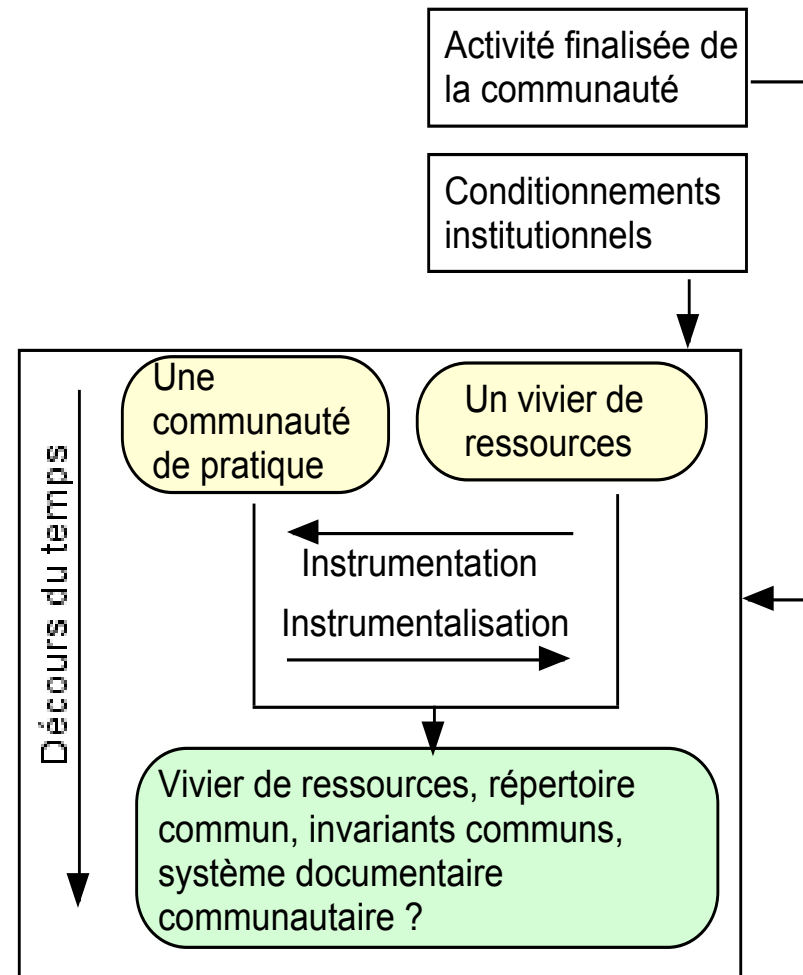 Activité finalisée de
la communauté
Conditionnements
institutionnels
Une
communauté
de pratique
Un vivier de
ressources
Décours du temps
Instrumentation
Instrumentalisation
Vivier de ressources, répertoire
commun, invariants communs,
système documentaire
communautaire ?